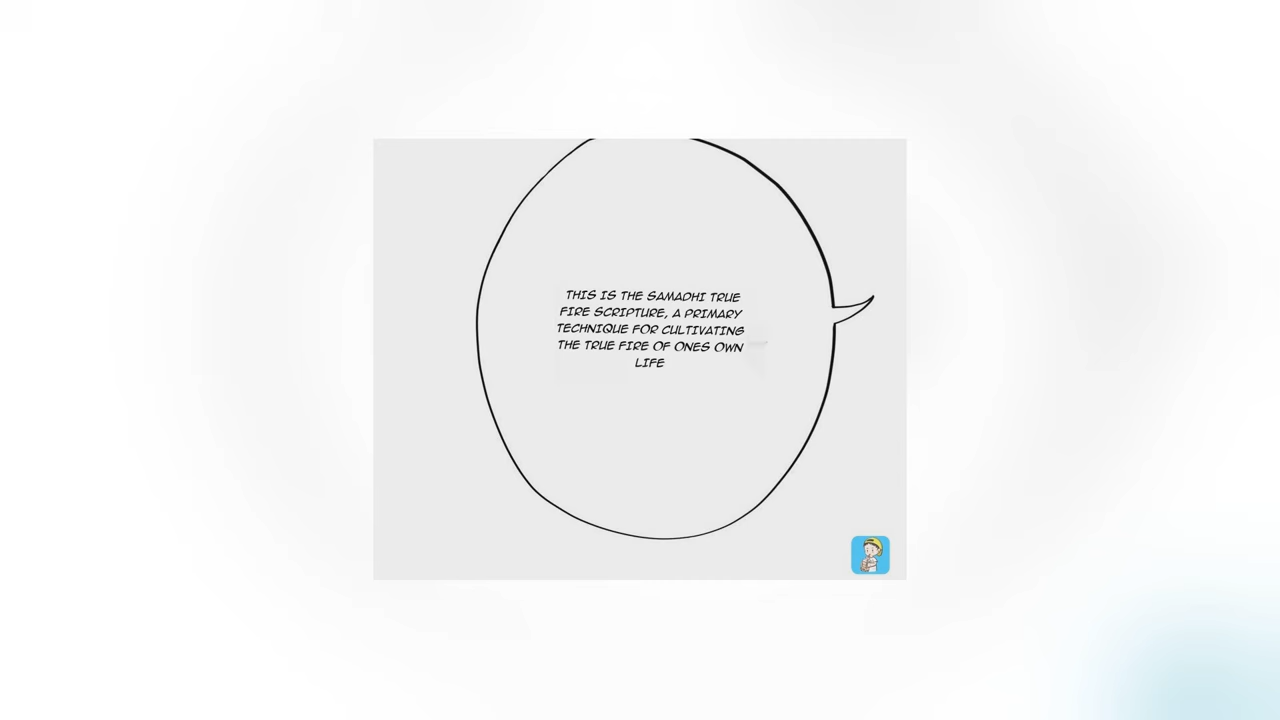 THIS IS THE SAMADHI TRUE
FIRE SCRIPTURE, A PRIMARY
TECHNIQUE FOR CULTIVATING
THE TRUE FIRE OF ONES OWN
LIFE